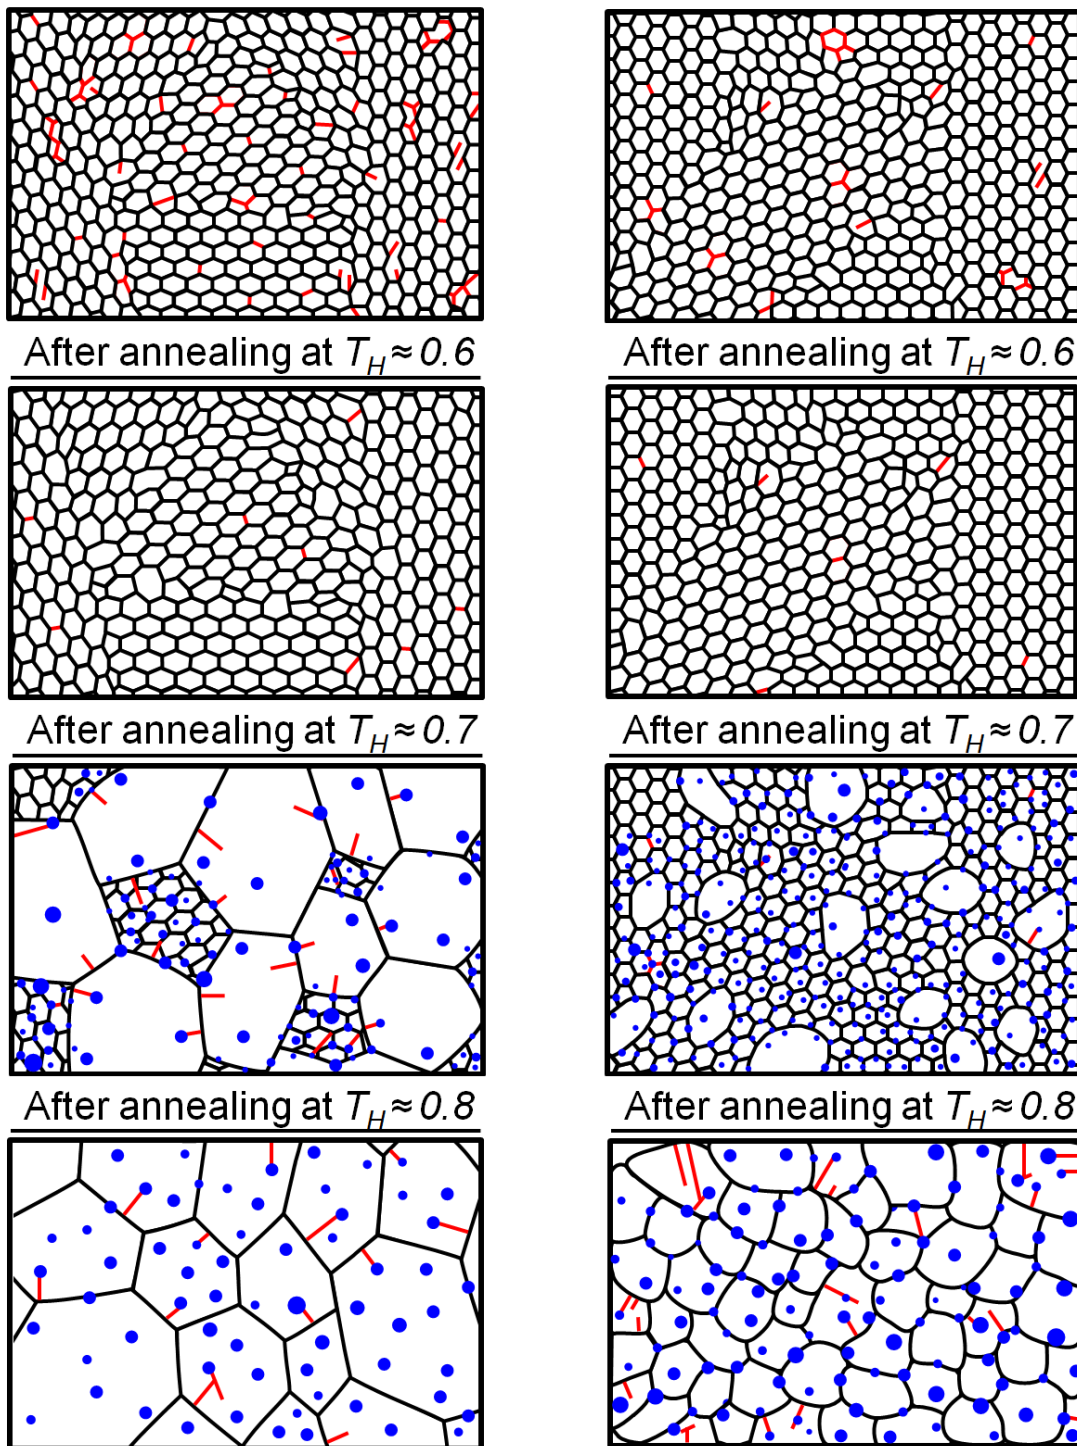 After annealing at T_H ≈ 0.6
After annealing at T_H ≈ 0.6
After annealing at T_H ≈ 0.7
After annealing at T_H ≈ 0.7
After annealing at T_H ≈ 0.8
After annealing at T_H ≈ 0.8